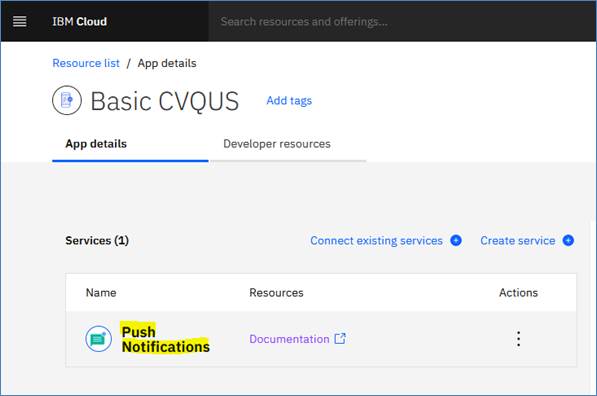 IBM Cloud Search resources and offerings...
Resource list / App details
Basic CVQUS Add tags
App details Developer resources
Services (1) Connect existing services Create service
Name Resources Actions
Push
Notifications
Documentation